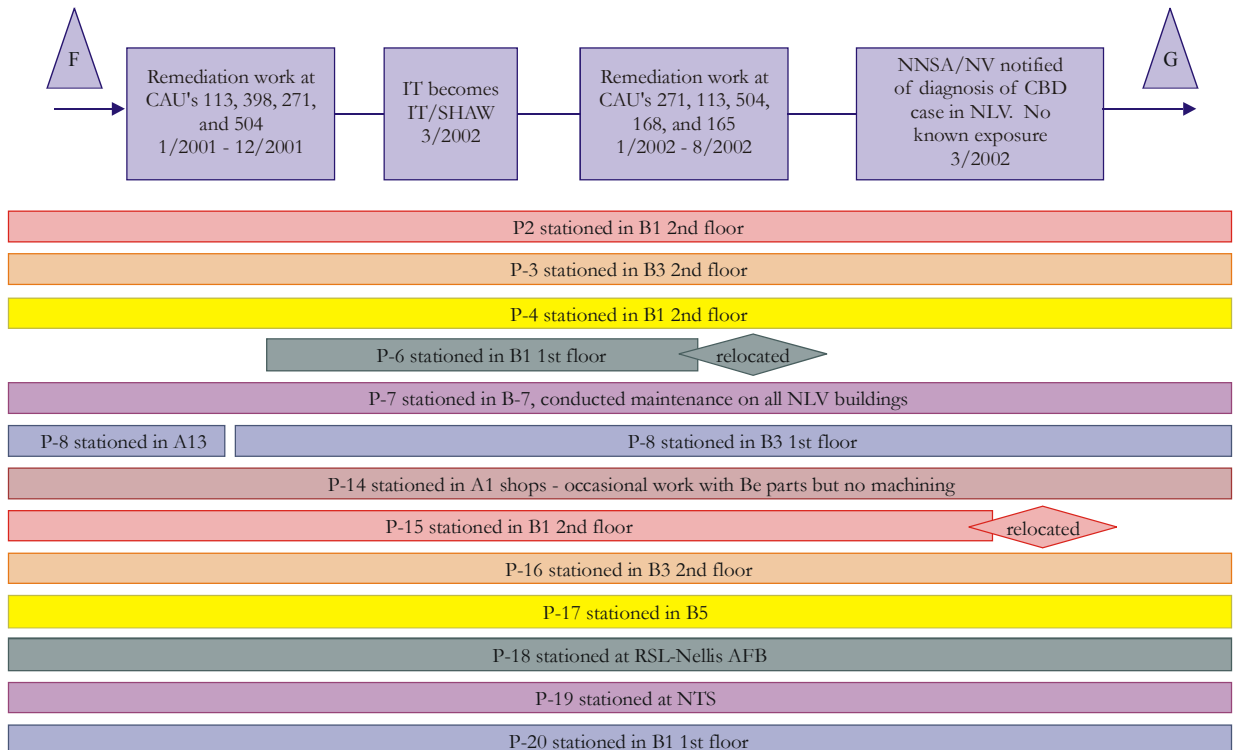 F
G
Remediation work at
CAU's 113, 398, 271,
and 504
1/2001 - 12/2001
IT becomes
IT/SHAW
3/2002
Remediation work at
CAU's 271, 113, 504,
168, and 165
1/2002 - 8/2002
NNSA/NV notified
of diagnosis of CBD
case in NLV.  No
known exposure
3/2002
P2 stationed in B1 2nd floor
P-3 stationed in B3 2nd floor
P-4 stationed in B1 2nd floor
P-6 stationed in B1 1st floor
relocated
P-7 stationed in B-7, conducted maintenance on all NLV buildings
P-8 stationed in A13
P-8 stationed in B3 1st floor
P-14 stationed in A1 shops - occasional work with Be parts but no machining
P-15 stationed in B1 2nd floor
relocated
P-16 stationed in B3 2nd floor
P-17 stationed in B5
P-18 stationed at RSL-Nellis AFB
P-19 stationed at NTS
P-20 stationed in B1 1st floor